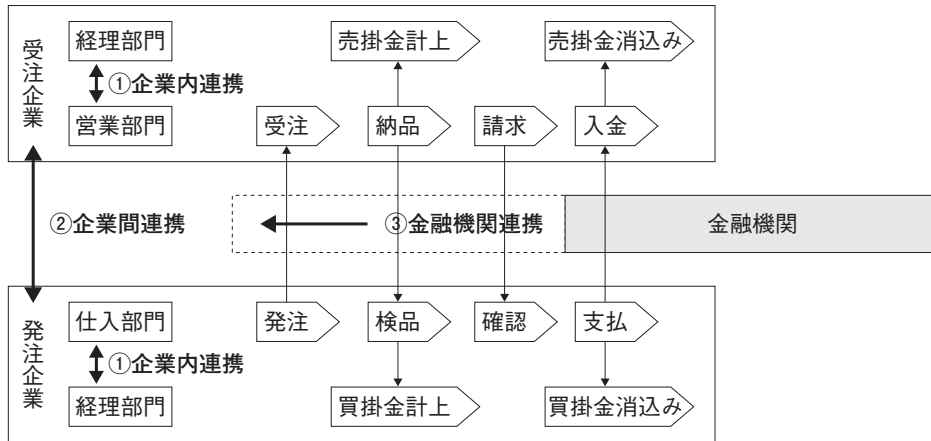 受注企業
経理部門
売掛金計上
売掛金消込み
①企業内連携
営業部門
受注
納品
請求
入金
②企業間連携
③金融機関連携
金融機関
発注企業
仕入部門
発注
検品
確認
支払
①企業内連携
経理部門
買掛金計上
買掛金消込み